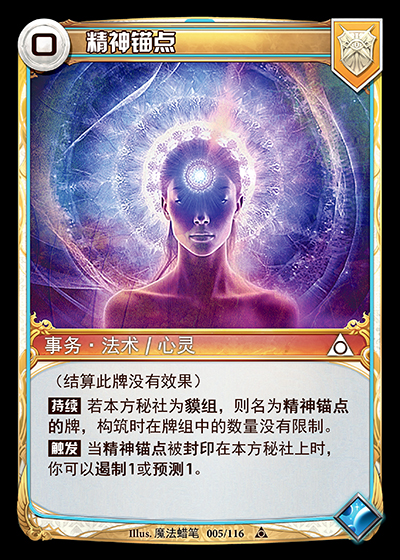 0
精神锚点
事务·法术/心灵
（结算此牌没有效果）
持续 若本方秘社为貘组，则名为精神锚点
的牌，构筑时在牌组中的数量没有限制。
触发 当精神锚点被封印在本方秘社上时，
你可以遏制1或预测1。
Illus. 魔法蜡笔 005/116